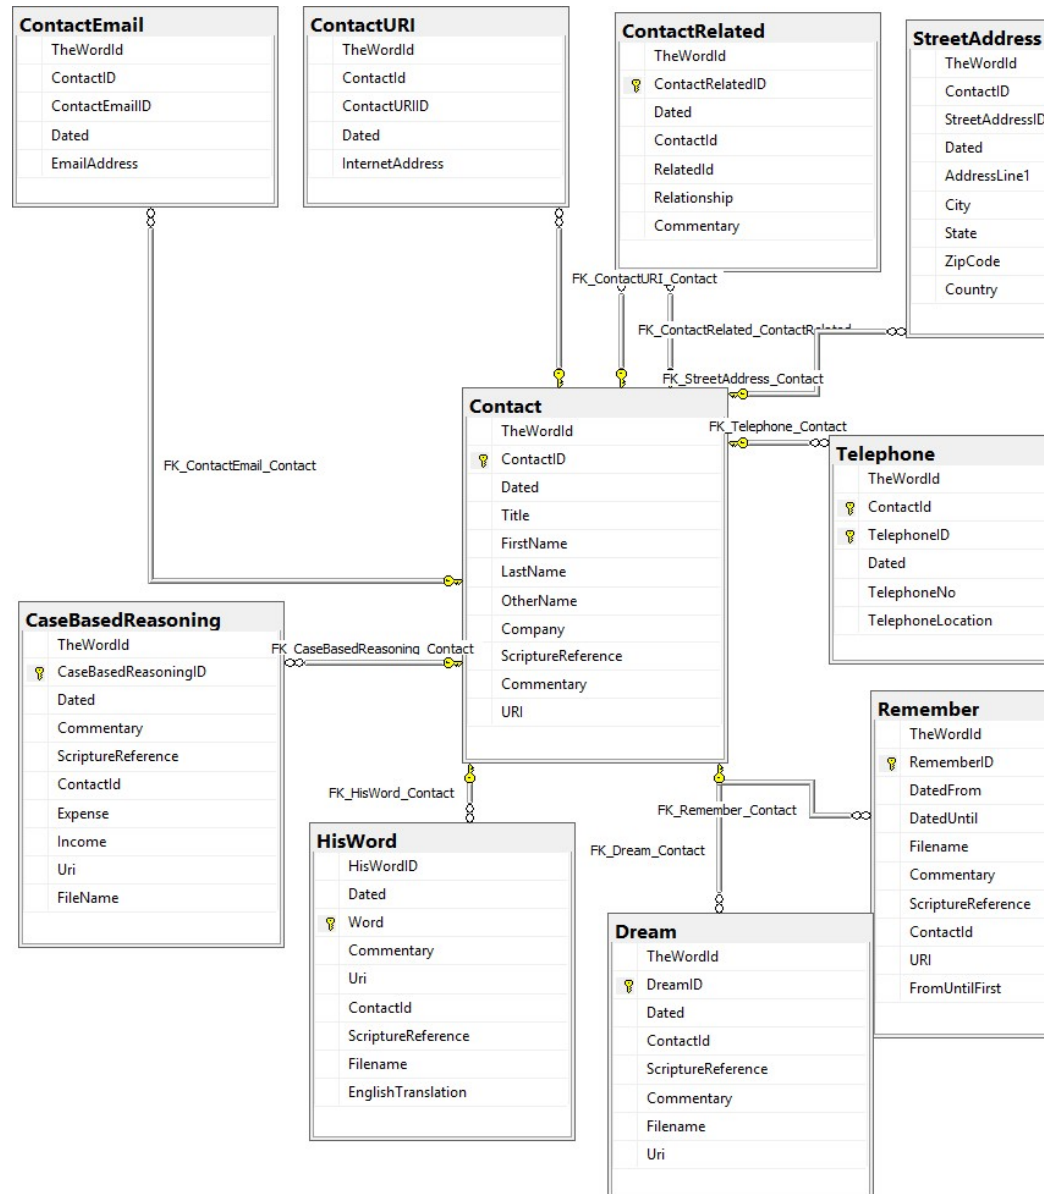 ContactEmail
TheWordId
ContactID
ContactEmailID
Dated
EmailAddress
ContactURI
TheWordId
ContactId
ContactURIID
Dated
InternetAddress
ContactRelated
TheWordId
ContactRelatedID
Dated
ContactId
RelatedId
Relationship
Commentary
StreetAddress
TheWordId
ContactID
StreetAddressID
Dated
AddressLine1
City
State
ZipCode
Country
FK_ContactURI_Contact
FK_ContactRelated_ContactRelated
FK_StreetAddress_Contact
FK_Telephone_Contact
FK_ContactEmail_Contact
Contact
TheWordId
ContactID
Dated
Title
FirstName
LastName
OtherName
Company
ScriptureReference
Commentary
URI
Telephone
TheWordId
ContactId
TelephoneID
Dated
TelephoneNo
TelephoneLocation
CaseBasedReasoning
TheWordId
CaseBasedReasoningID
Dated
Commentary
ScriptureReference
ContactId
Expense
Income
Uri
FileName
FK_CaseBasedReasoning_Contact
FK_HisWord_Contact
FK_Remember_Contact
FK_Dream_Contact
Remember
TheWordId
RememberID
DatedFrom
DatedUntil
Filename
Commentary
ScriptureReference
ContactId
URI
FromUntilFirst
HisWord
HisWordID
Dated
Word
Commentary
Uri
ContactId
ScriptureReference
Filename
EnglishTranslation
Dream
TheWordId
DreamID
Dated
ContactId
ScriptureReference
Commentary
Filename
Uri